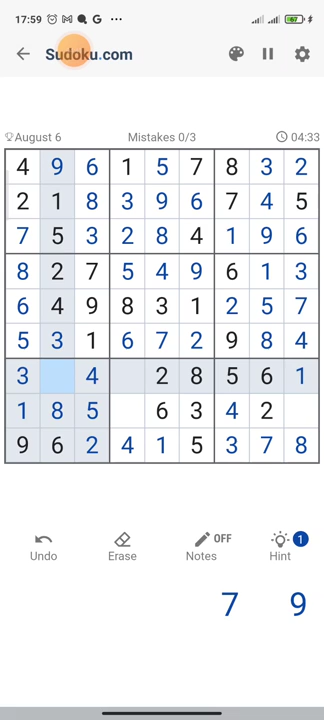 17:59 67
Sudoku.com
August 6 Mistakes 0/3 04:33
4 9 6 1 5 7 8 3 2
2 1 8 3 9 6 7 4 5
7 5 3 2 8 4 1 9 6
8 2 7 5 4 9 6 1 3
6 4 9 8 3 1 2 5 7
5 3 1 6 7 2 9 8 4
3 4 2 8 5 6 1
1 8 5 6 3 4 2
9 6 2 4 1 5 3 7 8
OFF 1
Undo Erase Notes Hint
7 9